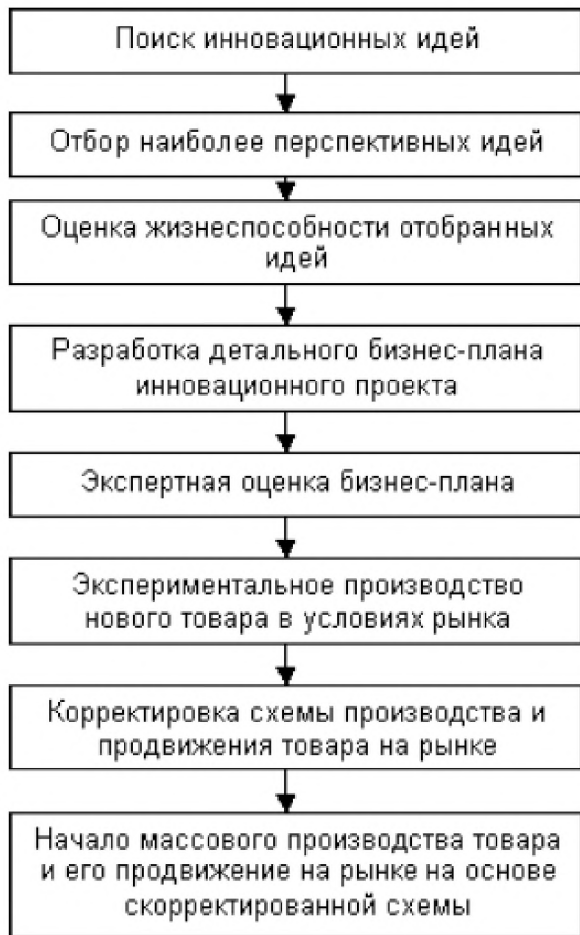 Поиск инновационных идей
Отбор наиболее перспективных идей
Оценка жизнеспособности отобранных
идей
Разработка детального бизнес-плана
инновационного проекта
Экспертная оценка бизнес-плана
Экспериментальное производство
нового товара в условиях рынка
Корректировка схемы производства и
продвижения товара на рынке
Начало массового производства товара
и его продвижение на рынке на основе
скорректированной схемы